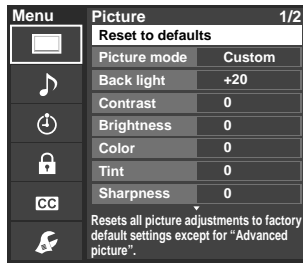 Menu
Picture 1/2
Reset to defaults
Picture mode Custom
Back light +20
Contrast 0
Brightness 0
Color 0
Tint 0
Sharpness 0
CC
Resets all picture adjustments to factory
default settings except for “Advanced
picture”.